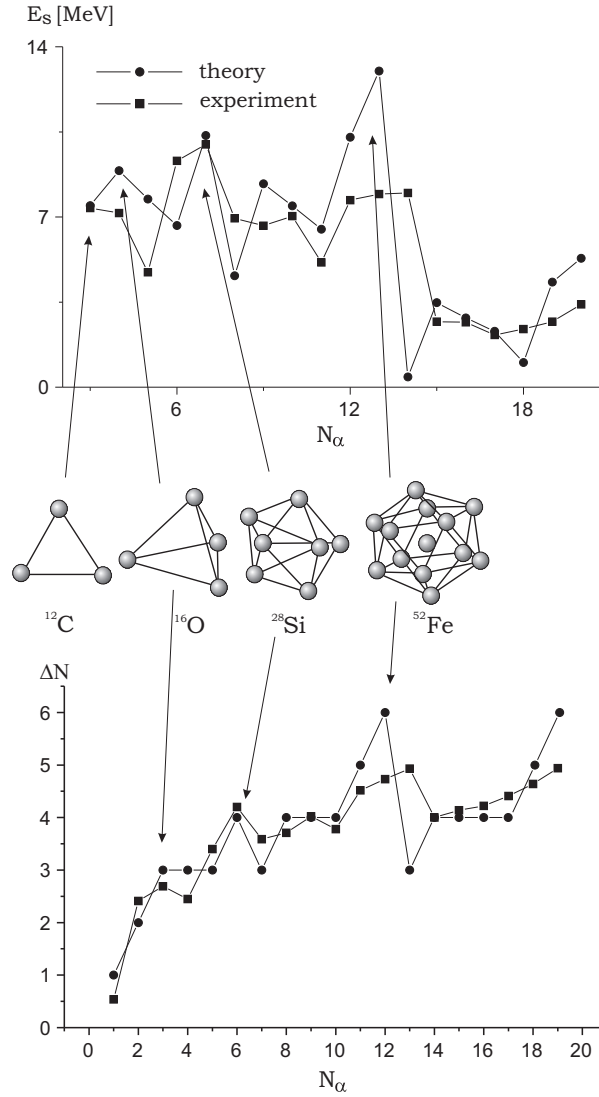 E_S [MeV]
14
theory
experiment
7
0
6 12 18
N_α
¹²C ¹⁶O ²⁸Si ⁵²Fe
ΔN
6
5
4
3
2
1
0
0 2 4 6 8 10 12 14 16 18 20
N_α